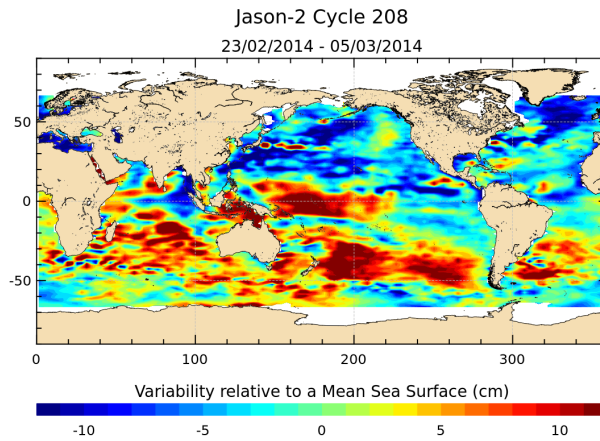 Jason-2 Cycle 208
23/02/2014 - 05/03/2014
50
0
-50
0 100 200 300
Variability relative to a Mean Sea Surface (cm)
-10 -5 0 5 10